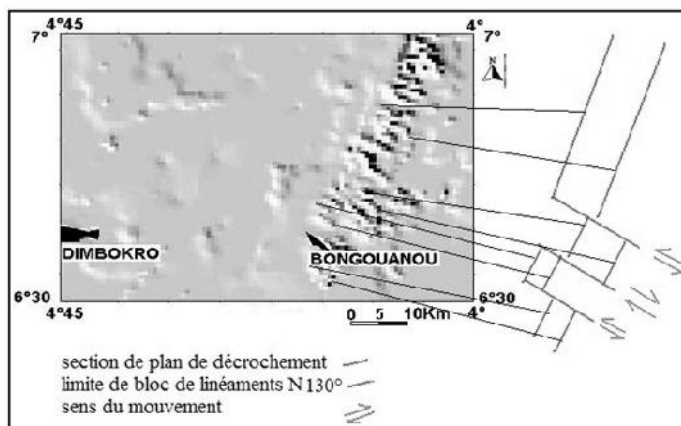 4°45
4°
7°
7°
N
DIMBOKRO
BONGOUANOU
6°30
6°30
4°45
4°
0 5 10Km
section de plan de décrochement
limite de bloc de linéaments N130°
sens du mouvement